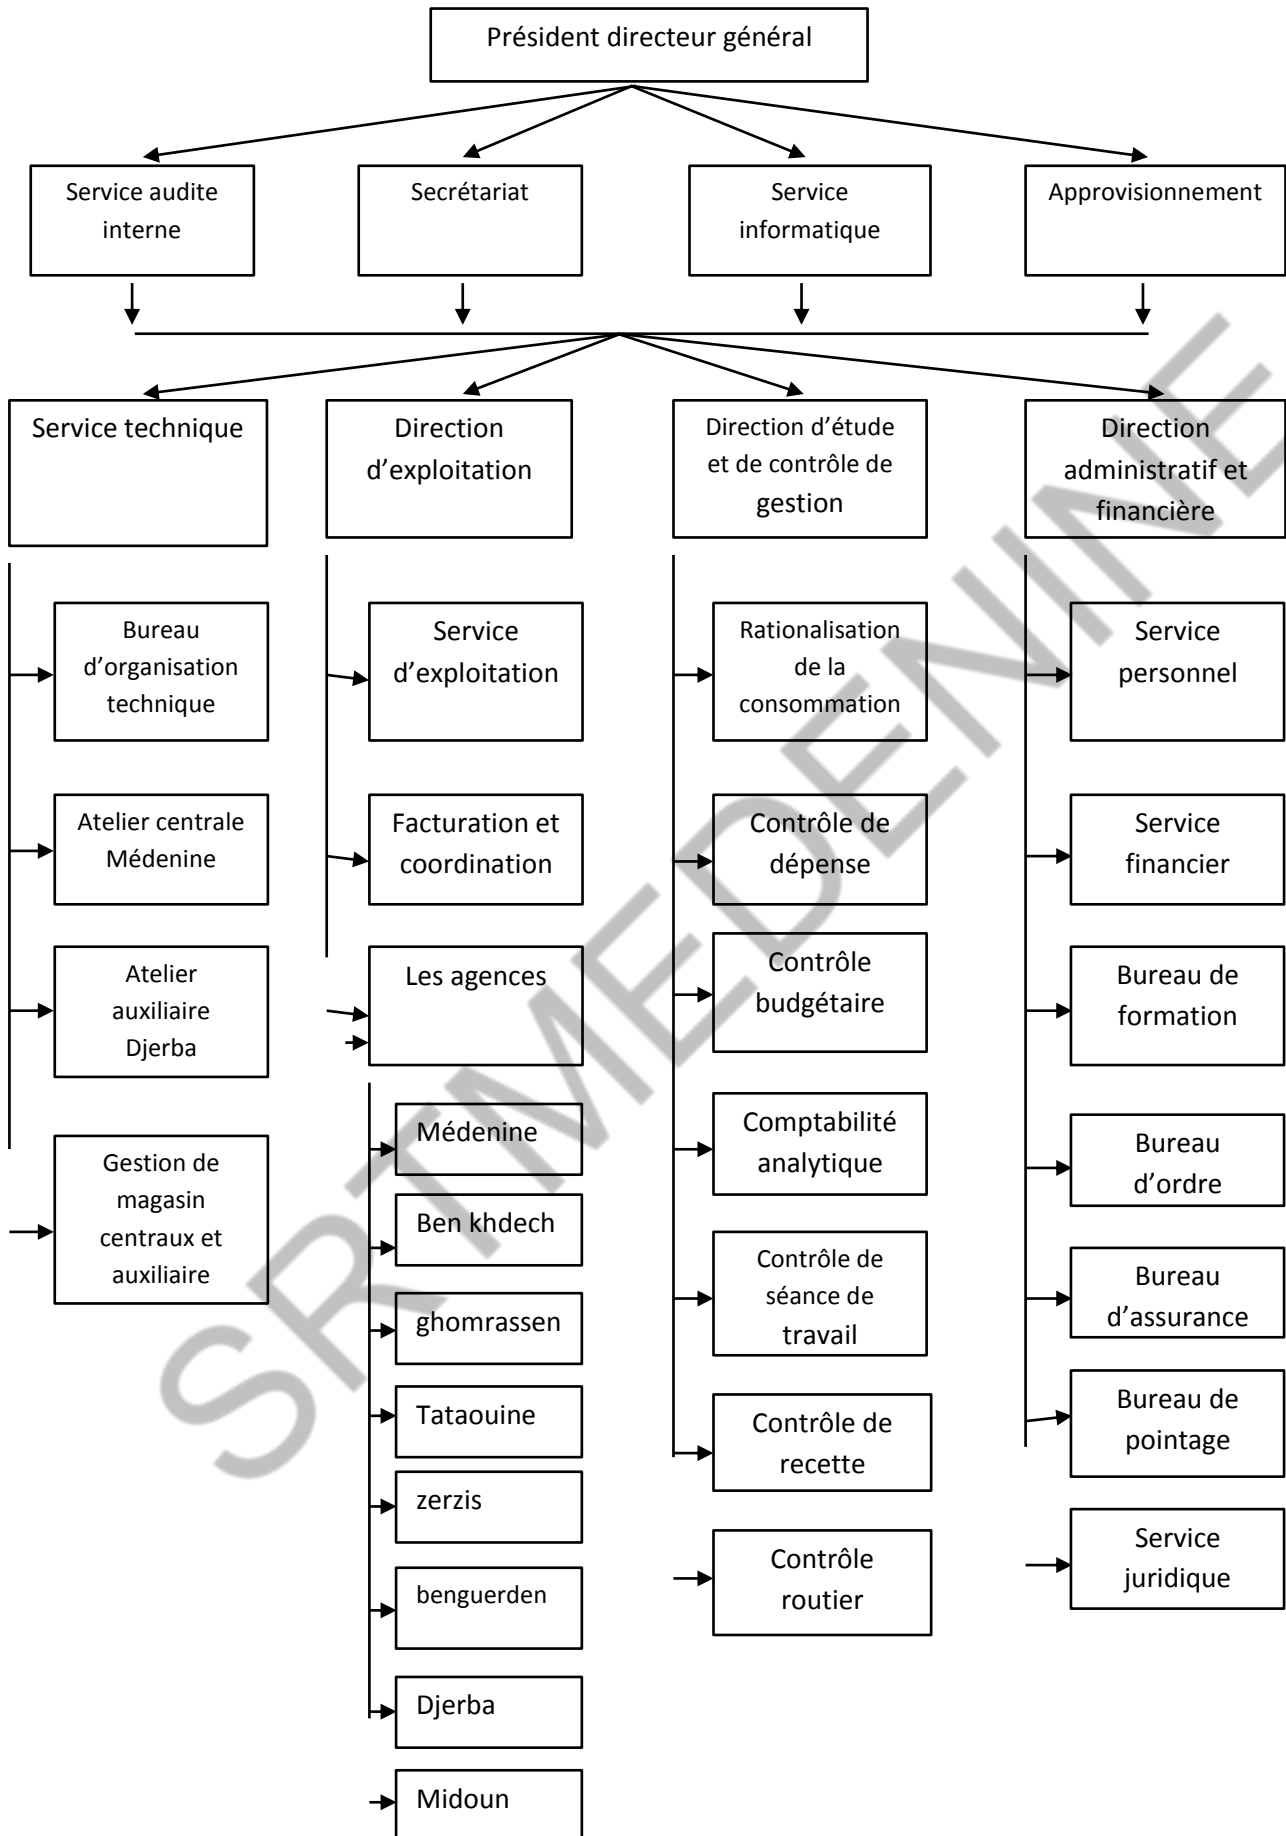 Président directeur général
Service audite
interne
Secrétariat
Service
informatique
Approvisionnement
Service technique
Direction
d’exploitation
Direction d’étude
et de contrôle de
gestion
Direction
administratif et
financière
Bureau
d’organisation
technique
Atelier centrale
Médenine
Atelier
auxiliaire
Djerba
Gestion de
magasin
centraux et
auxiliaire
Service
d’exploitation
Facturation et
coordination
Les agences
Médenine
Ben khdech
ghomrassen
Tataouine
zerzis
benguerden
Djerba
Midoun
Rationalisation
de la
consommation
Contrôle de
dépense
Contrôle
budgétaire
Comptabilité
analytique
Contrôle de
séance de
travail
Contrôle de
recette
Contrôle
routier
Service
personnel
Service
financier
Bureau de
formation
Bureau
d’ordre
Bureau
d’assurance
Bureau de
pointage
Service
juridique
SRTMEDENINE